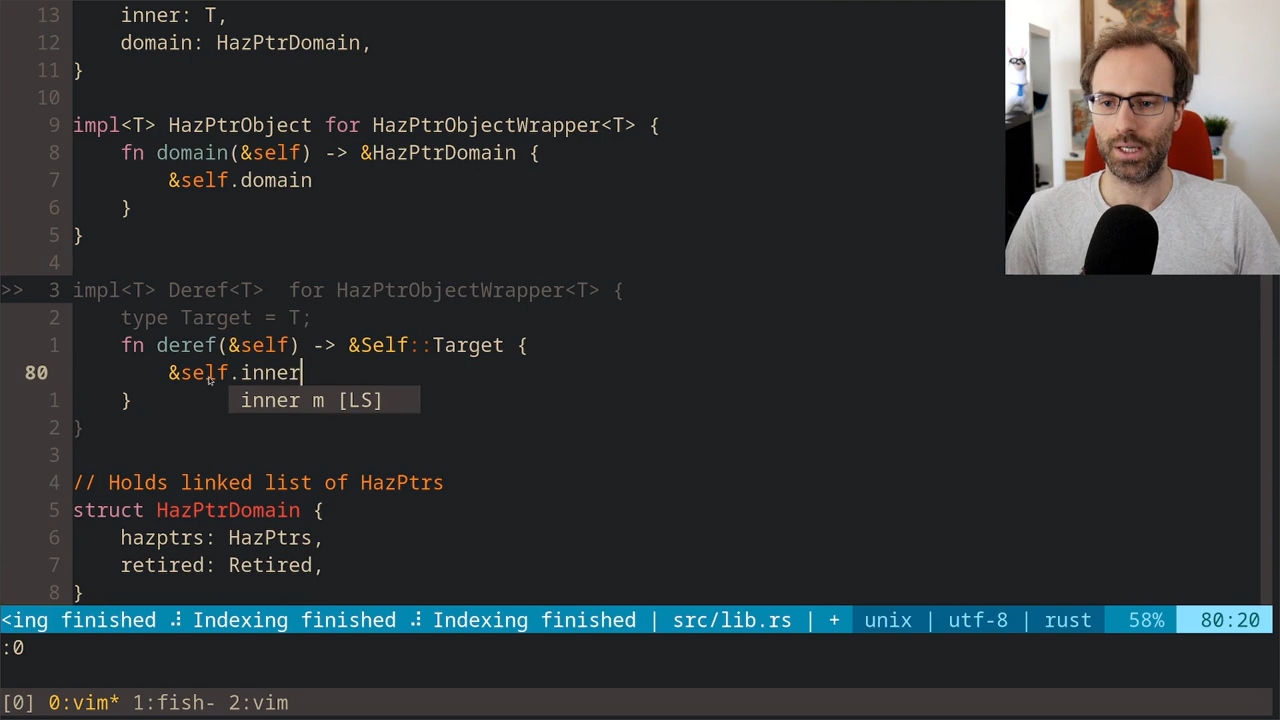 13     inner: T,
12     domain: HazPtrDomain,
11 }
10
9 impl<T> HazPtrObject for HazPtrObjectWrapper<T> {
8     fn domain(&self) -> &HazPtrDomain {
7         &self.domain
6     }
5 }
4
>> 3 impl<T> Deref<T>  for HazPtrObjectWrapper<T> {
2     type Target = T;
1     fn deref(&self) -> &Self::Target {
80         &self.inner
inner m [LS]
1     }
2 }
3
4 // Holds linked list of HazPtrs
5 struct HazPtrDomain {
6     hazptrs: HazPtrs,
7     retired: Retired,
8 }
<ing finished ⠼ Indexing finished ⠼ Indexing finished | src/lib.rs | + unix | utf-8 | rust 58% 80:20
:0
[0] 0:vim* 1:fish- 2:vim